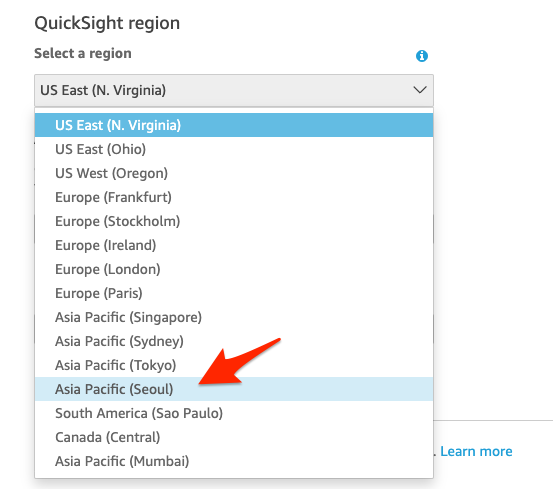 QuickSight region
Select a region
US East (N. Virginia)
US East (N. Virginia)
US East (Ohio)
US West (Oregon)
Europe (Frankfurt)
Europe (Stockholm)
Europe (Ireland)
Europe (London)
Europe (Paris)
Asia Pacific (Singapore)
Asia Pacific (Sydney)
Asia Pacific (Tokyo)
Asia Pacific (Seoul)
South America (Sao Paulo)
Canada (Central)
. Learn more
Asia Pacific (Mumbai)